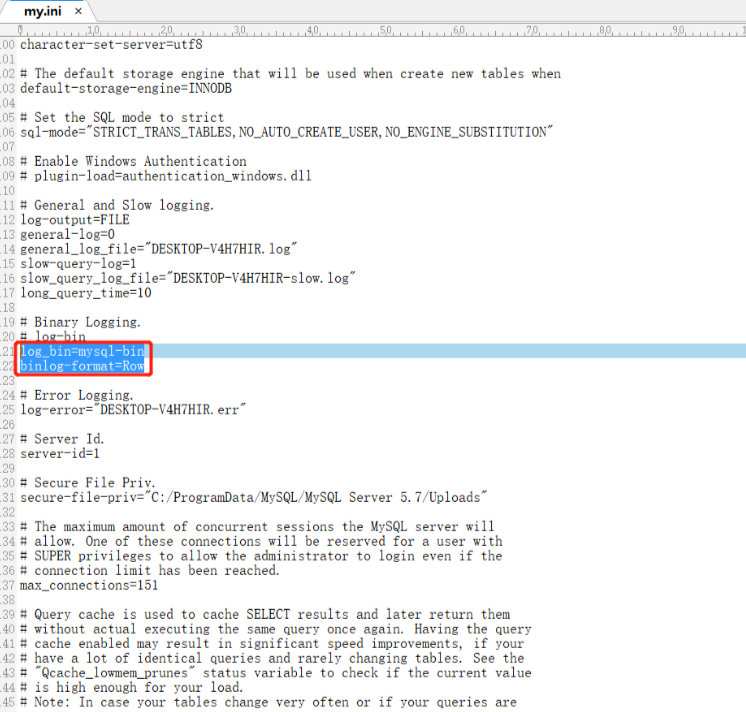 my.ini ×
0 10 20 30 40 50 60 70 80 90 1
00 character-set-server=utf8
01
02 # The default storage engine that will be used when create new tables when
03 default-storage-engine=INNODB
04
05 # Set the SQL mode to strict
06 sql-mode="STRICT_TRANS_TABLES,NO_AUTO_CREATE_USER,NO_ENGINE_SUBSTITUTION"
07
08 # Enable Windows Authentication
09 # plugin-load=authentication_windows.dll
10
11 # General and Slow logging.
12 log-output=FILE
13 general-log=0
14 general_log_file="DESKTOP-V4H7HIR.log"
15 slow-query-log=1
16 slow_query_log_file="DESKTOP-V4H7HIR-slow.log"
17 long_query_time=10
18
19 # Binary Logging.
20 # log-bin
21 log_bin=mysql-bin
22 binlog-format=Row
23
24 # Error Logging.
25 log-error="DESKTOP-V4H7HIR.err"
26
27 # Server Id.
28 server-id=1
29
30 # Secure File Priv.
31 secure-file-priv="C:/ProgramData/MySQL/MySQL Server 5.7/Uploads"
32
33 # The maximum amount of concurrent sessions the MySQL server will
34 # allow. One of these connections will be reserved for a user with
35 # SUPER privileges to allow the administrator to login even if the
36 # connection limit has been reached.
37 max_connections=151
38
39 # Query cache is used to cache SELECT results and later return them
40 # without actual executing the same query once again. Having the query
41 # cache enabled may result in significant speed improvements, if your
42 # have a lot of identical queries and rarely changing tables. See the
43 # "Qcache_lowmem_prunes" status variable to check if the current value
44 # is high enough for your load.
45 # Note: In case your tables change very often or if your queries are